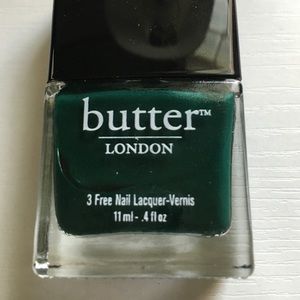 butter™
LONDON
3 Free Nail Lacquer-Vernis
11 ml - .4 fl oz